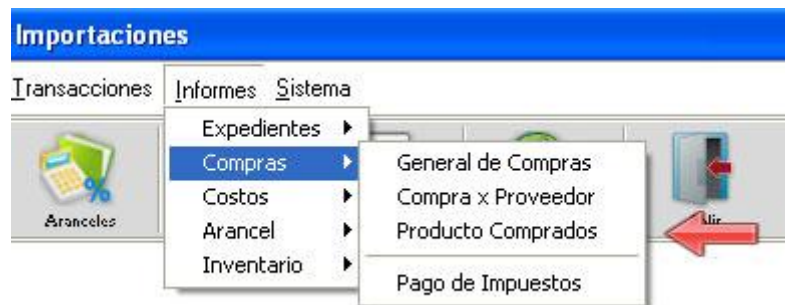 Importaciones
Transacciones Informes Sistema
Expedientes
Compras
Costos
Arancel
Inventario
General de Compras
Compra x Proveedor
Producto Comprados
Pago de Impuestos
Aranceles